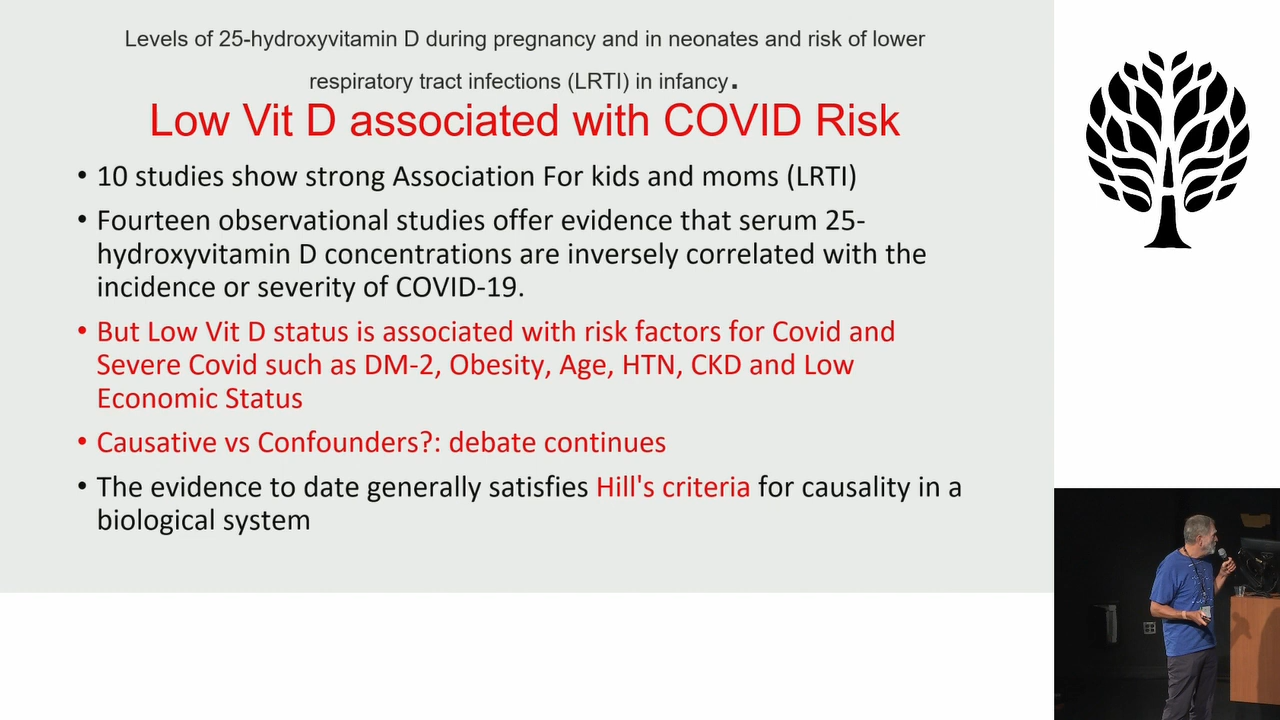 Levels of 25-hydroxyvitamin D during pregnancy and in neonates and risk of lower
respiratory tract infections (LRTI) in infancy.
Low Vit D associated with COVID Risk
• 10 studies show strong Association For kids and moms (LRTI)
• Fourteen observational studies offer evidence that serum 25-
hydroxyvitamin D concentrations are inversely correlated with the
incidence or severity of COVID-19.
• But Low Vit D status is associated with risk factors for Covid and
Severe Covid such as DM-2, Obesity, Age, HTN, CKD and Low
Economic Status
• Causative vs Confounders?: debate continues
• The evidence to date generally satisfies Hill's criteria for causality in a
biological system